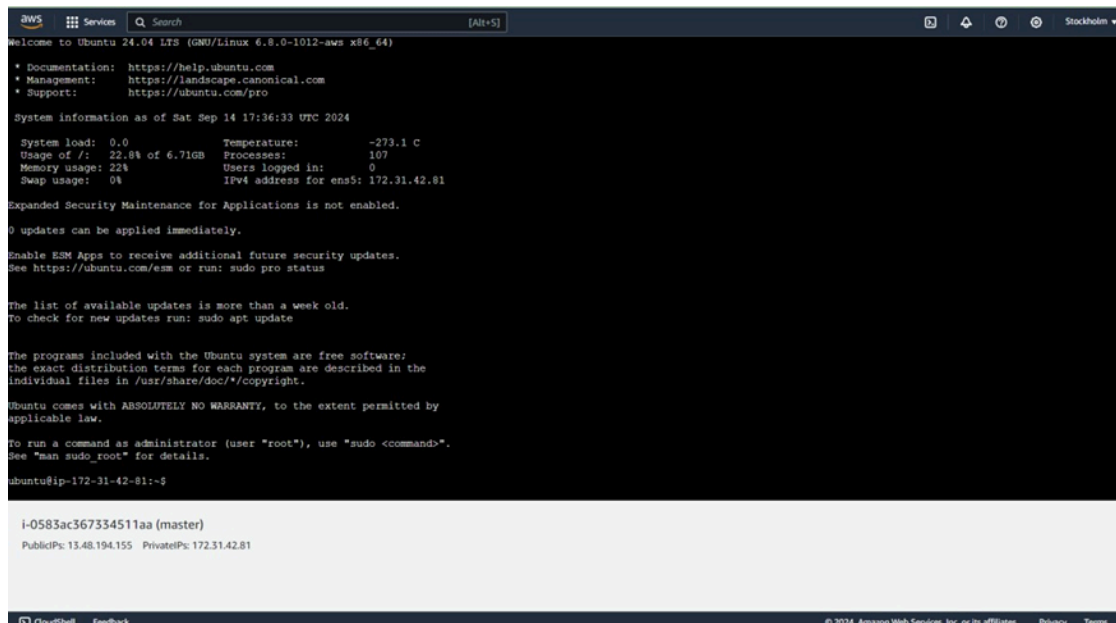 aws Services Search [Alt+S] Stockholm
Welcome to Ubuntu 24.04 LTS (GNU/Linux 6.8.0-1012-aws x86_64)
* Documentation: https://help.ubuntu.com
* Management: https://landscape.canonical.com
* Support: https://ubuntu.com/pro
System information as of Sat Sep 14 17:36:33 UTC 2024
System load: 0.0 Temperature: -273.1 C
Usage of /: 22.8% of 6.71GB Processes: 107
Memory usage: 22% Users logged in: 0
Swap usage: 0% IPv4 address for ens5: 172.31.42.81
Expanded Security Maintenance for Applications is not enabled.
0 updates can be applied immediately.
Enable ESM Apps to receive additional future security updates.
See https://ubuntu.com/esm or run: sudo pro status
The list of available updates is more than a week old.
To check for new updates run: sudo apt update
The programs included with the Ubuntu system are free software;
the exact distribution terms for each program are described in the
individual files in /usr/share/doc/*/copyright.
Ubuntu comes with ABSOLUTELY NO WARRANTY, to the extent permitted by
applicable law.
To run a command as administrator (user "root"), use "sudo <command>".
See "man sudo_root" for details.
ubuntu@ip-172-31-42-81:~$
i-0583ac367334511aa (master)
PublicIPs: 13.48.194.155 PrivateIPs: 172.31.42.81
CloudShell Feedback © 2024, Amazon Web Services, Inc. or its affiliates. Privacy Terms